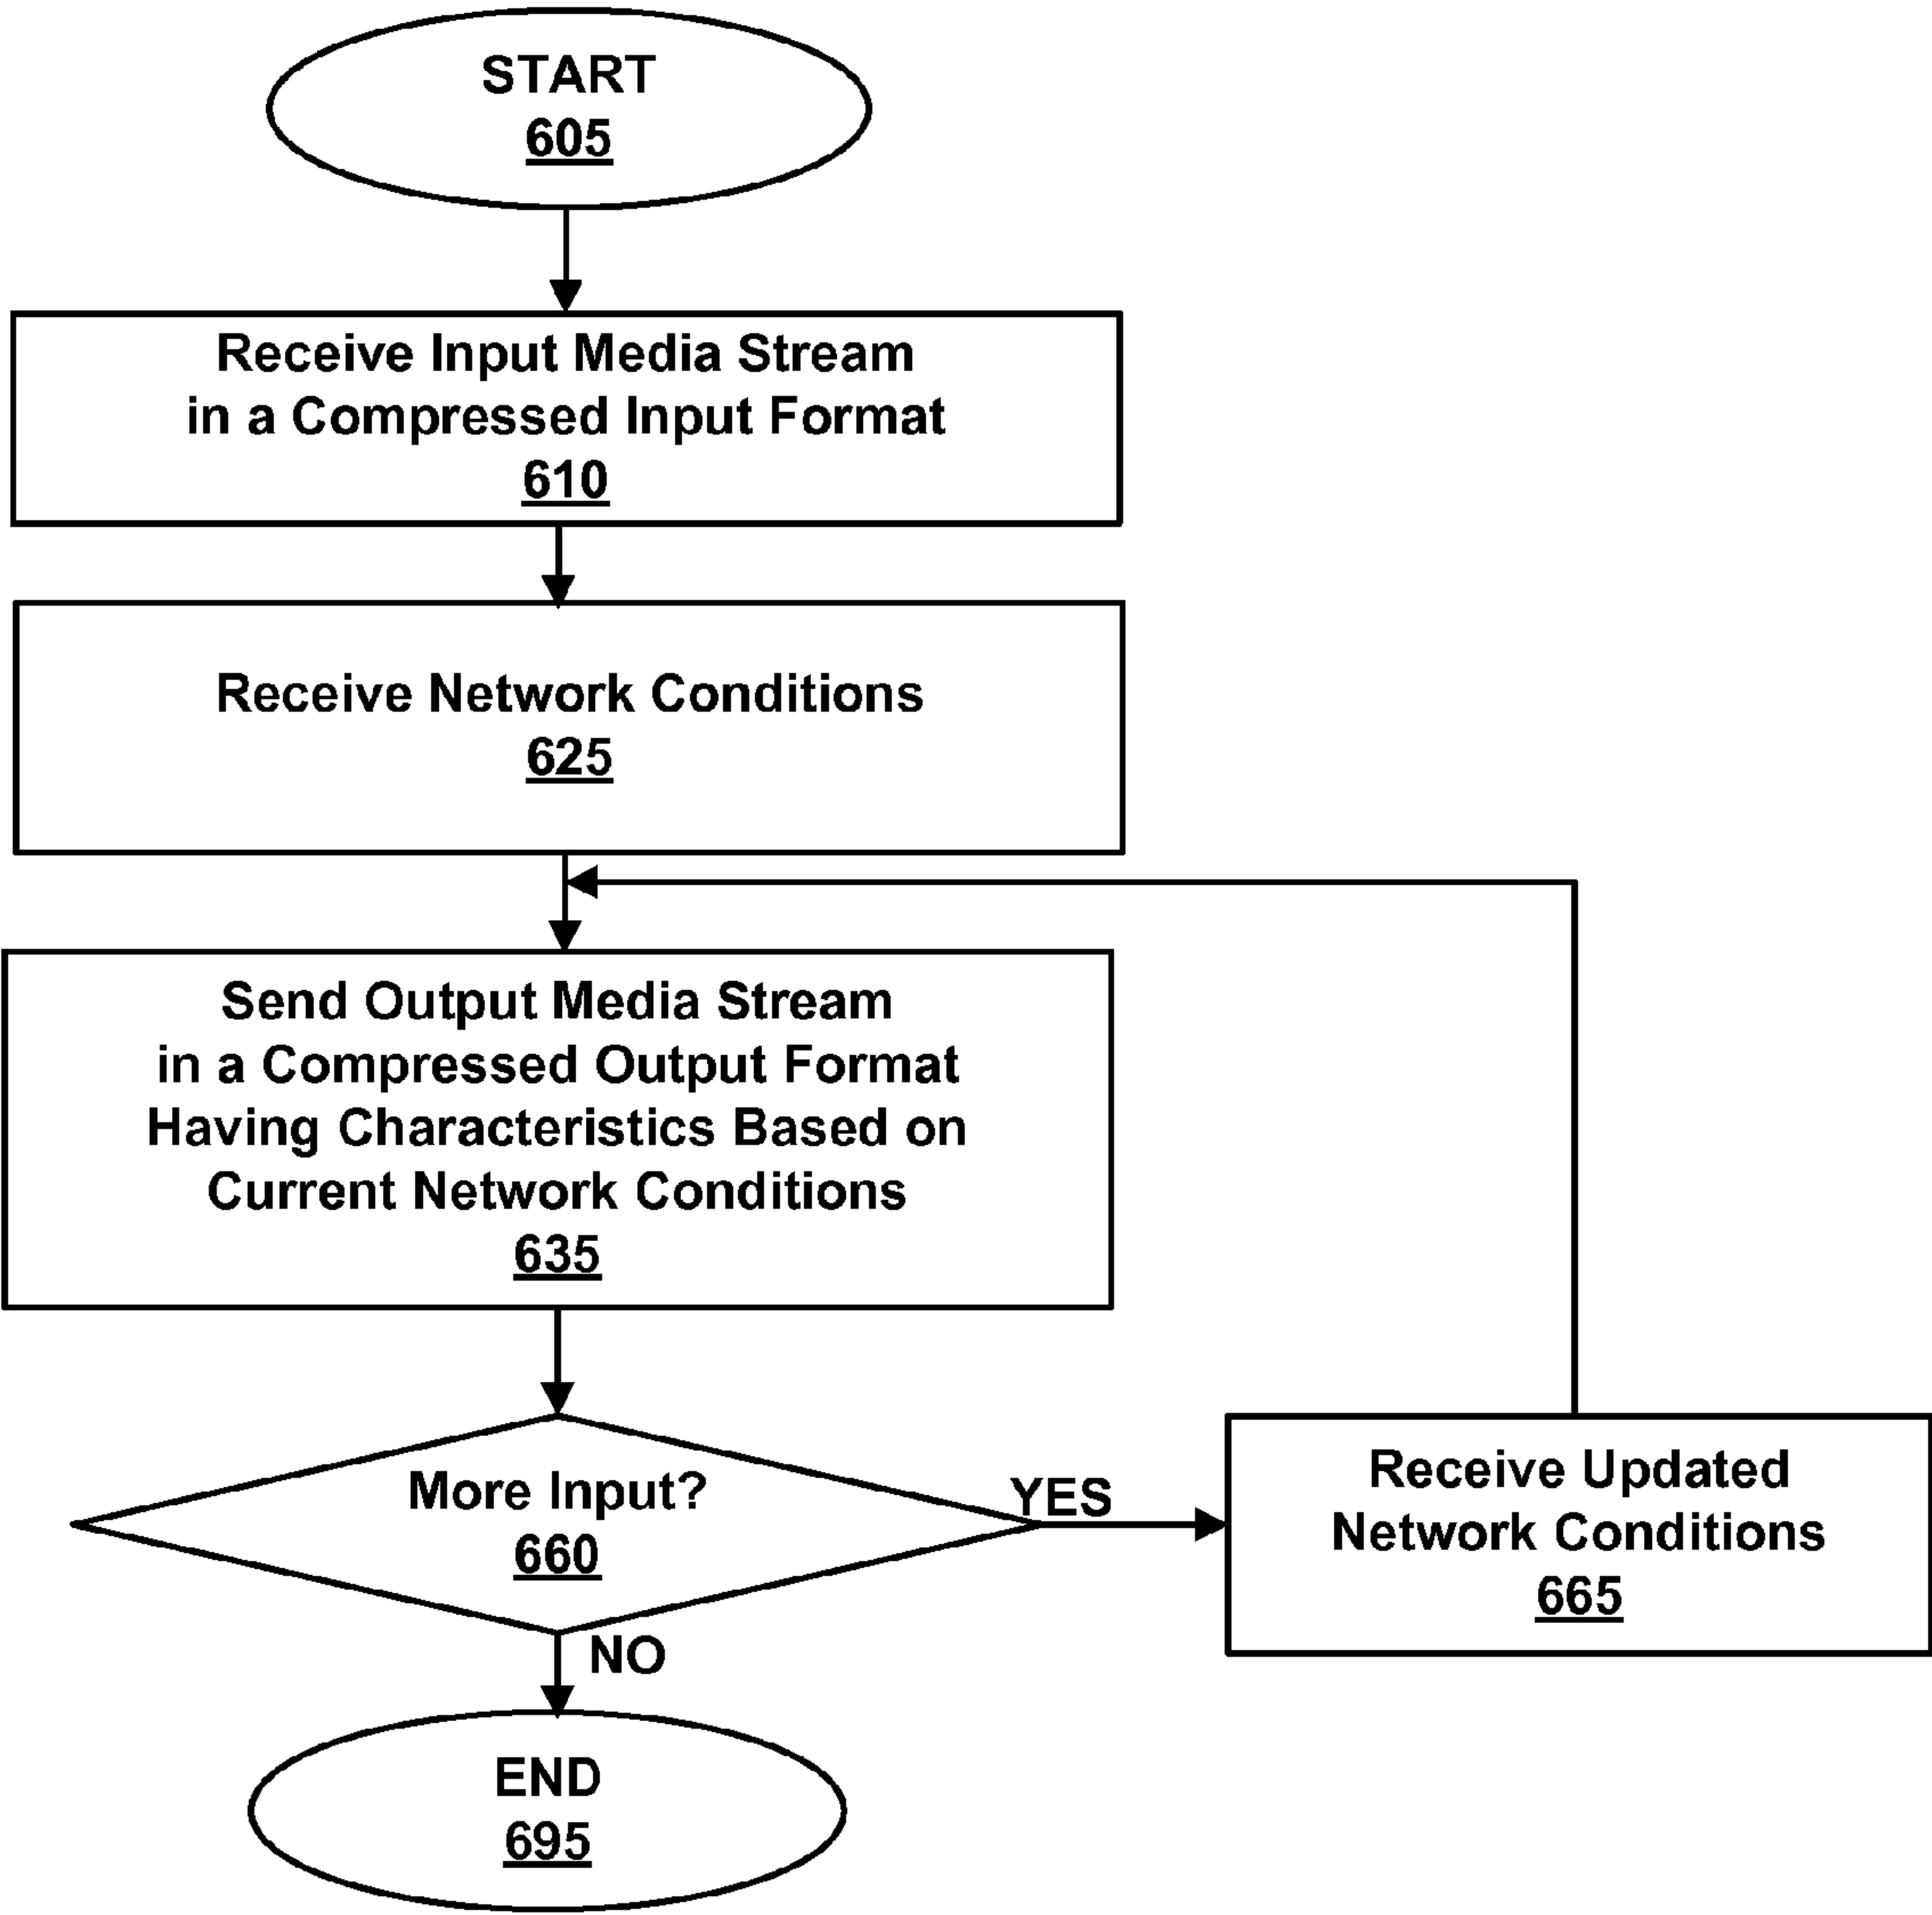 START
605
Receive Input Media Stream
in a Compressed Input Format
610
Receive Network Conditions
625
Send Output Media Stream
in a Compressed Output Format
Having Characteristics Based on
Current Network Conditions
635
More Input?
660
YES
Receive Updated
Network Conditions
665
NO
END
695